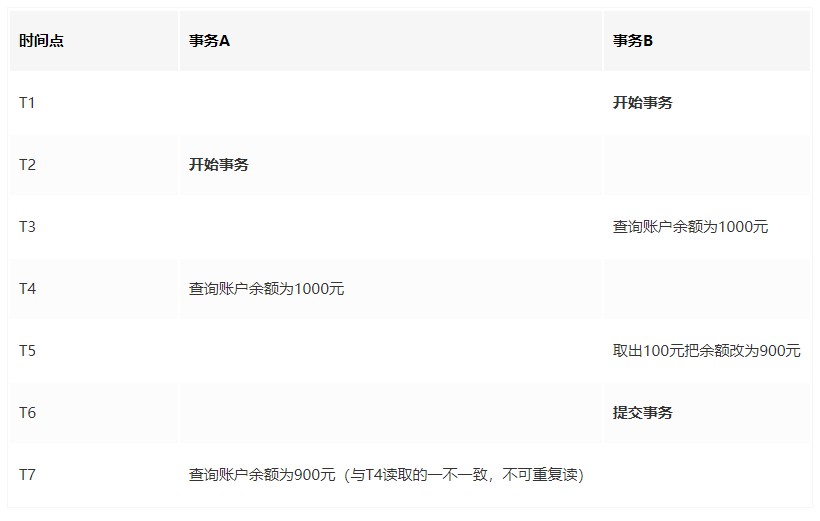 时间点 事务A 事务B
T1 开始事务
T2 开始事务
T3 查询账户余额为1000元
T4 查询账户余额为1000元
T5 取出100元把余额改为900元
T6 提交事务
T7 查询账户余额为900元（与T4读取的一不一致，不可重复读）